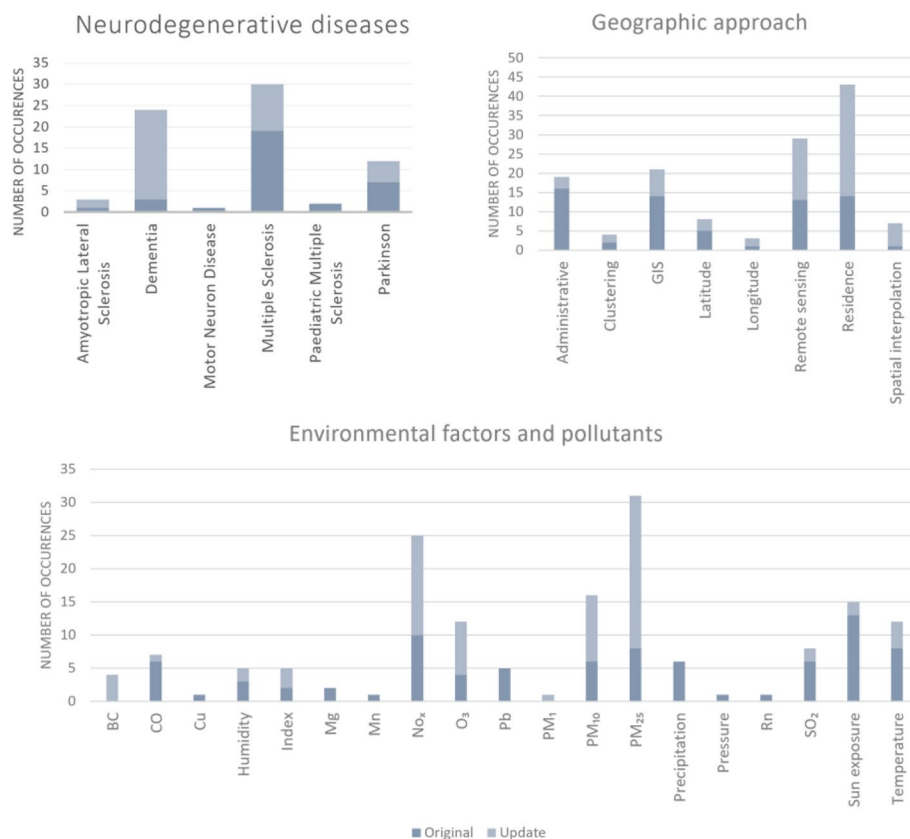 Neurodegenerative diseases
NUMBER OF OCCURENCES
35
30
25
20
15
10
5
0
Amyotropic Lateral
Sclerosis
Dementia
Motor Neuron Disease
Multiple Sclerosis
Paediatric Multiple
Sclerosis
Parkinson
Geographic approach
NUMBER OF OCCURENCES
50
45
40
35
30
25
20
15
10
5
0
Administrative
Clustering
GIS
Latitude
Longitude
Remote sensing
Residence
Spatial interpolation
Environmental factors and pollutants
NUMBER OF OCCURENCES
35
30
25
20
15
10
5
0
BC
CO
Cu
Humidity
Index
Mg
Mn
Noₓ
O₃
Pb
PM₁
PM₁₀
PM₂₅
Precipitation
Pressure
Rn
SO₂
Sun exposure
Temperature
Original Update